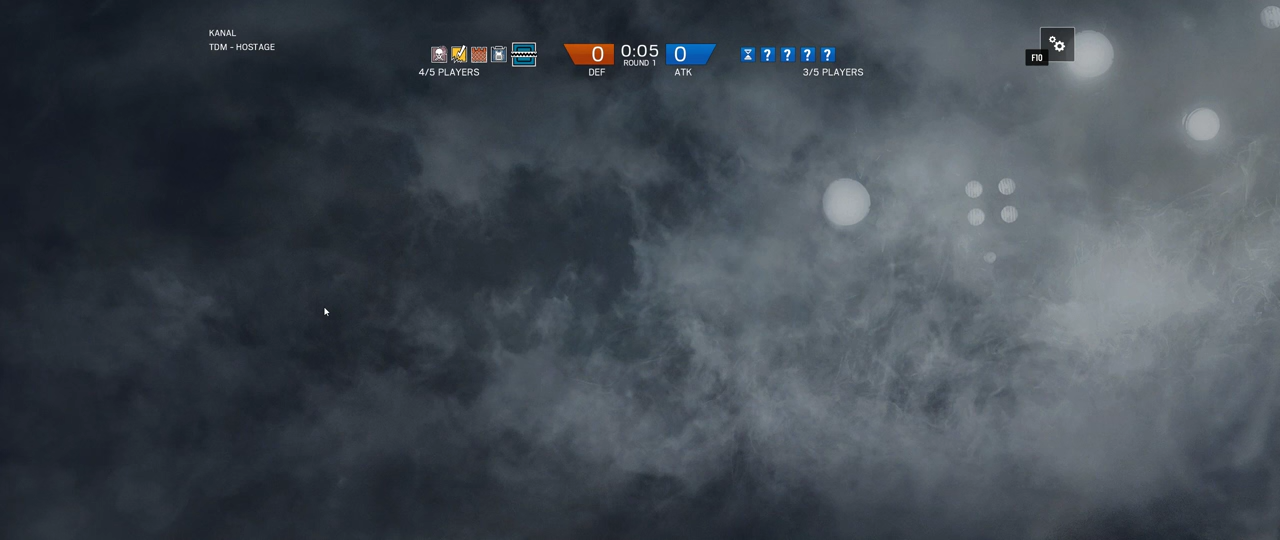 KANAL
TDM - HOSTAGE
4/5 PLAYERS
0
DEF
0:05
ROUND 1
0
ATK
? ? ? ?
3/5 PLAYERS
F10